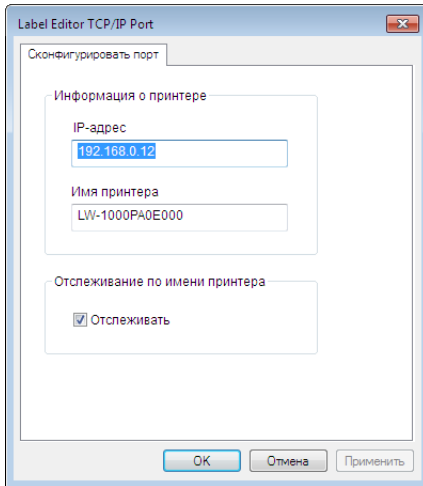 Label Editor TCP/IP Port
Сконфигурировать порт
Информация о принтере
IP-адрес
192.168.0.12
Имя принтера
LW-1000PA0E000
Отслеживание по имени принтера
Отслеживать
OK Отмена Применить